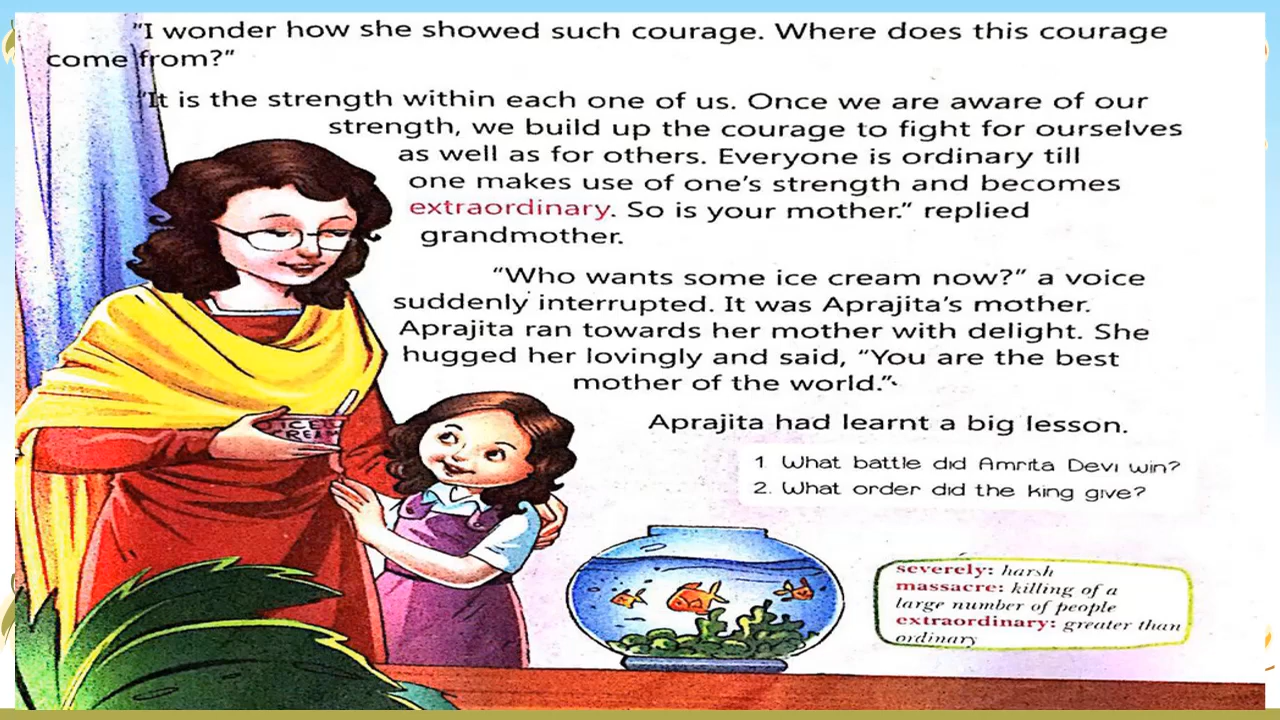 "I wonder how she showed such courage. Where does this courage
come from?"
"It is the strength within each one of us. Once we are aware of our
strength, we build up the courage to fight for ourselves
as well as for others. Everyone is ordinary till
one makes use of one's strength and becomes
extraordinary. So is your mother." replied
grandmother.
"Who wants some ice cream now?" a voice
suddenly interrupted. It was Aprajita's mother.
Aprajita ran towards her mother with delight. She
hugged her lovingly and said, "You are the best
mother of the world."
Aprajita had learnt a big lesson.
ICE
CREAM
1. What battle did Amrita Devi win?
2. What order did the king give?
severely: harsh
massacre: killing of a
large number of people
extraordinary: greater than
ordinary